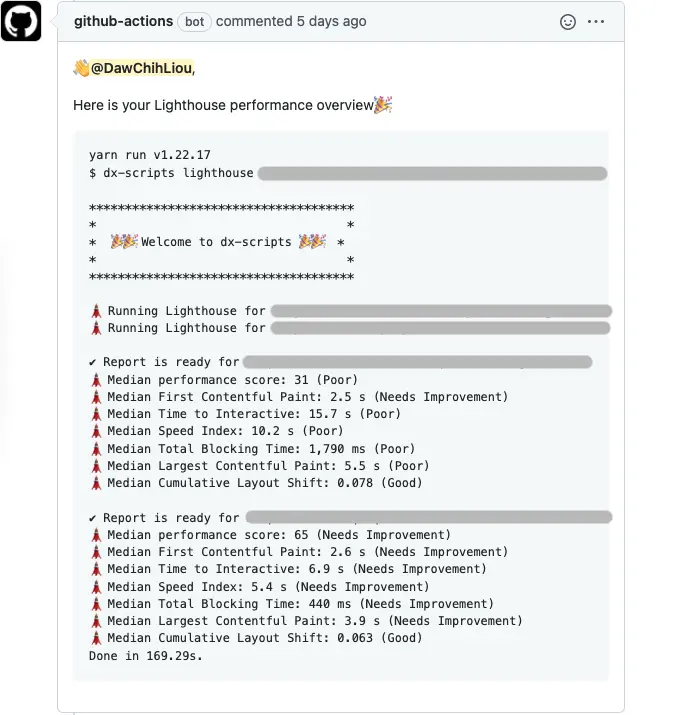 github-actions bot commented 5 days ago
👋@DawChihLiou,
Here is your Lighthouse performance overview🎉
yarn run v1.22.17
$ dx-scripts lighthouse
*************************************
* *
* 🎉🎉Welcome to dx-scripts 🎉🎉 *
* *
*************************************
Running Lighthouse for
Running Lighthouse for
✔ Report is ready for
Median performance score: 31 (Poor)
Median First Contentful Paint: 2.5 s (Needs Improvement)
Median Time to Interactive: 15.7 s (Poor)
Median Speed Index: 10.2 s (Poor)
Median Total Blocking Time: 1,790 ms (Poor)
Median Largest Contentful Paint: 5.5 s (Poor)
Median Cumulative Layout Shift: 0.078 (Good)
✔ Report is ready for
Median performance score: 65 (Needs Improvement)
Median First Contentful Paint: 2.6 s (Needs Improvement)
Median Time to Interactive: 6.9 s (Needs Improvement)
Median Speed Index: 5.4 s (Needs Improvement)
Median Total Blocking Time: 440 ms (Needs Improvement)
Median Largest Contentful Paint: 3.9 s (Needs Improvement)
Median Cumulative Layout Shift: 0.063 (Good)
Done in 169.29s.